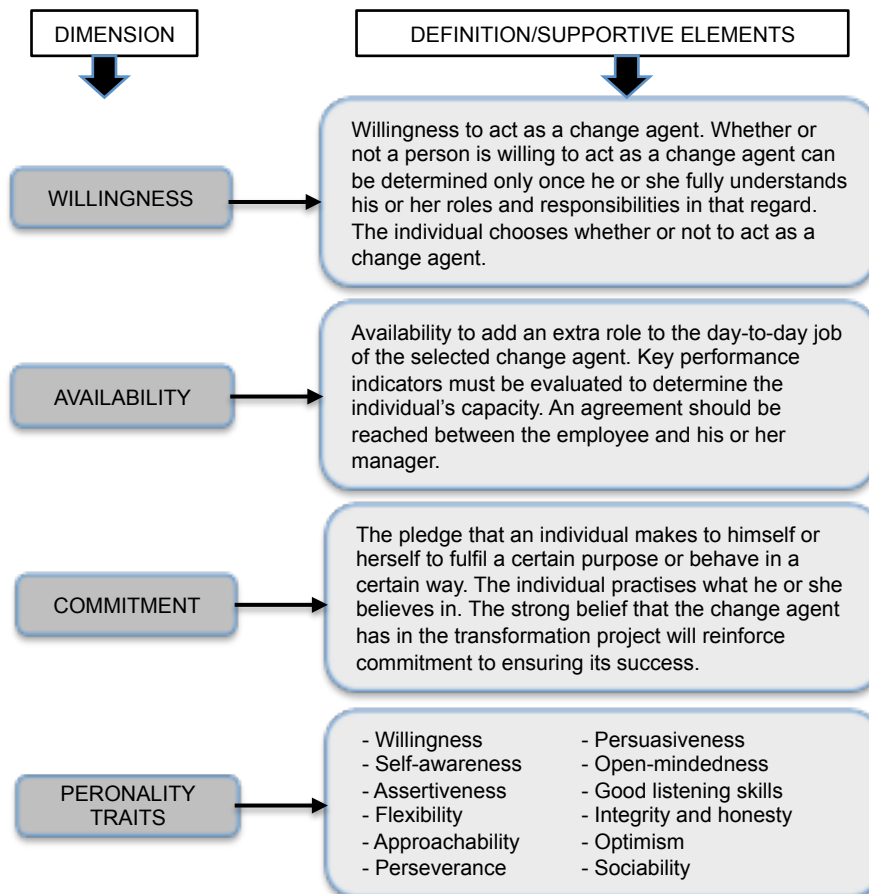 DIMENSION
DEFINITION/SUPPORTIVE ELEMENTS
WILLINGNESS
Willingness to act as a change agent. Whether or
not a person is willing to act as a change agent can
be determined only once he or she fully understands
his or her roles and responsibilities in that regard.
The individual chooses whether or not to act as a
change agent.
AVAILABILITY
Availability to add an extra role to the day-to-day job
of the selected change agent. Key performance
indicators must be evaluated to determine the
individual's capacity. An agreement should be
reached between the employee and his or her
manager.
COMMITMENT
The pledge that an individual makes to himself or
herself to fulfil a certain purpose or behave in a
certain way. The individual practises what he or she
believes in. The strong belief that the change agent
has in the transformation project will reinforce
commitment to ensuring its success.
PERONALITY
TRAITS
- Willingness
- Self-awareness
- Assertiveness
- Flexibility
- Approachability
- Perseverance
- Persuasiveness
- Open-mindedness
- Good listening skills
- Integrity and honesty
- Optimism
- Sociability